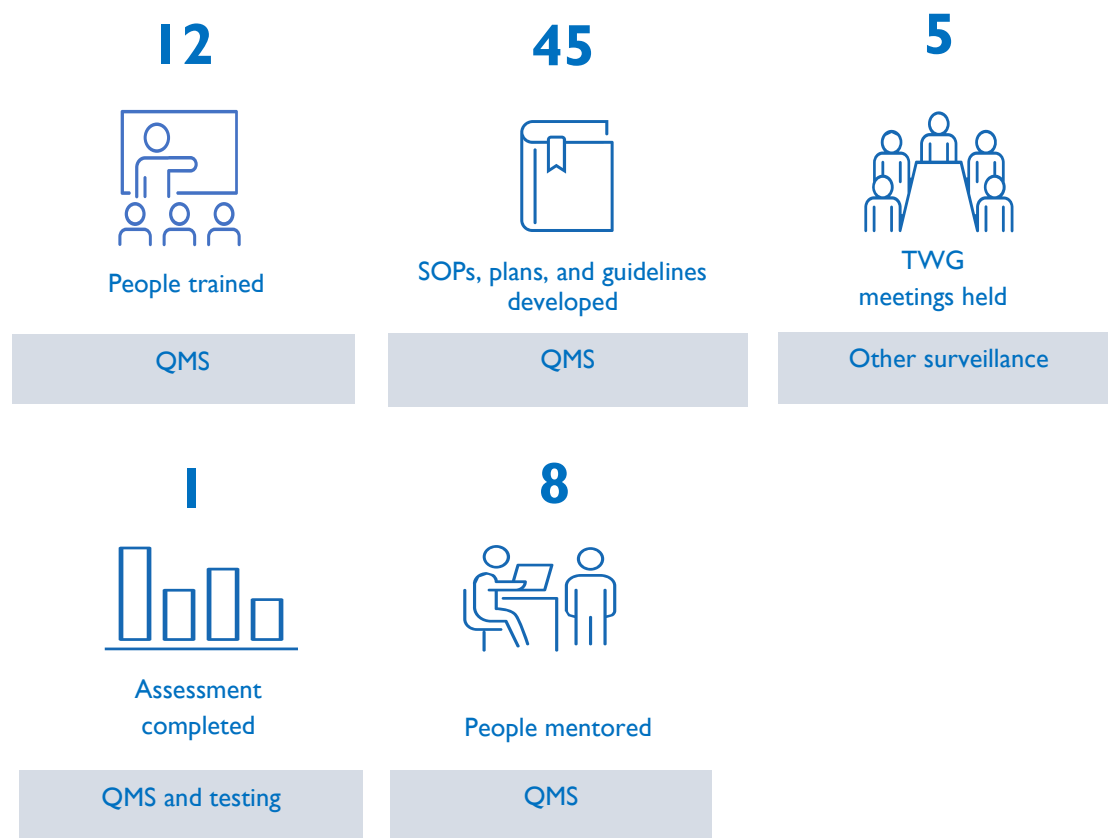 12
45
5
People trained
SOPs, plans, and guidelines
developed
TWG
meetings held
QMS
QMS
Other surveillance
1
8
Assessment
completed
People mentored
QMS and testing
QMS